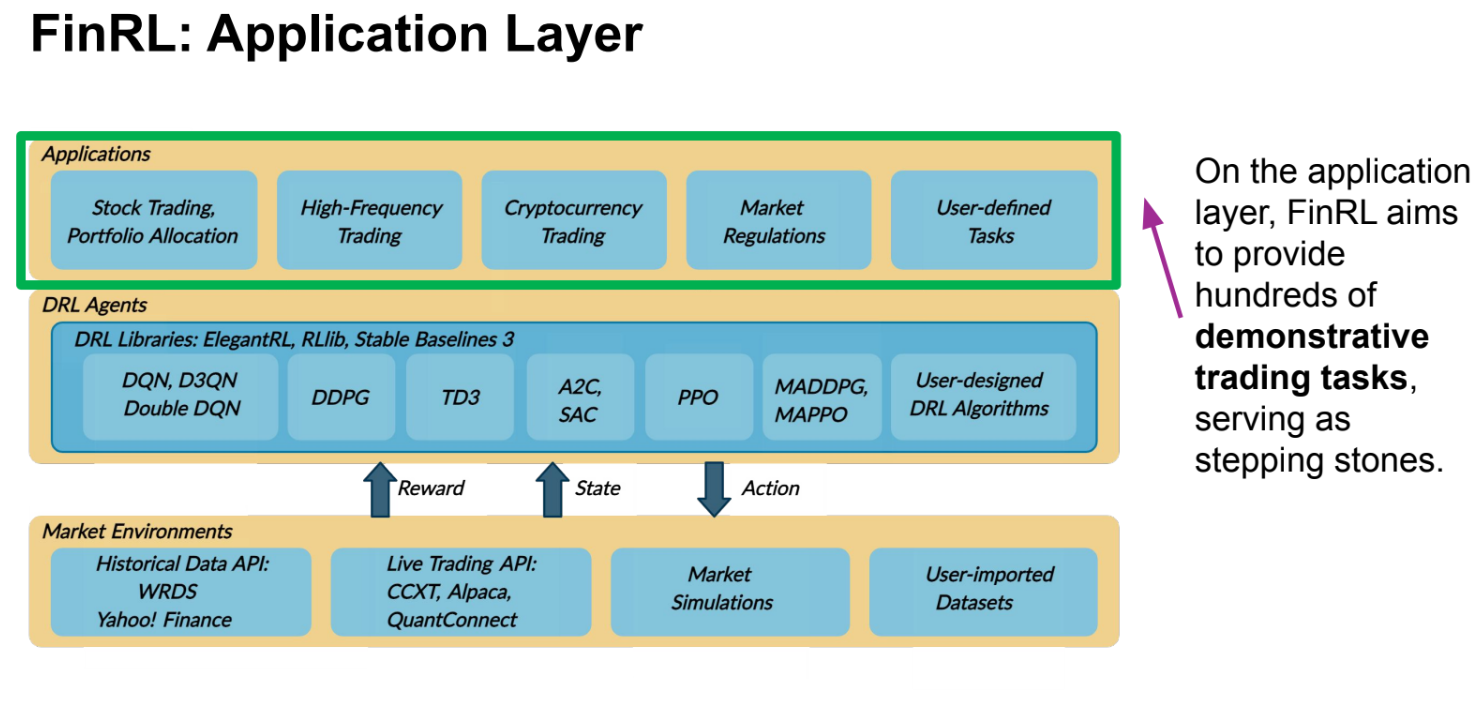 FinRL: Application Layer
Applications
Stock Trading,
Portfolio Allocation
High-Frequency
Trading
Cryptocurrency
Trading
Market
Regulations
User-defined
Tasks
On the application
layer, FinRL aims
to provide
hundreds of
demonstrative
trading tasks,
serving as
stepping stones.
DRL Agents
DRL Libraries: ElegantRL, RLlib, Stable Baselines 3
DQN, D3QN
Double DQN
DDPG
TD3
A2C,
SAC
PPO
MADDPG,
MAPPO
User-designed
DRL Algorithms
Reward
State
Action
Market Environments
Historical Data API:
WRDS
Yahoo! Finance
Live Trading API:
CCXT, Alpaca,
QuantConnect
Market
Simulations
User-imported
Datasets